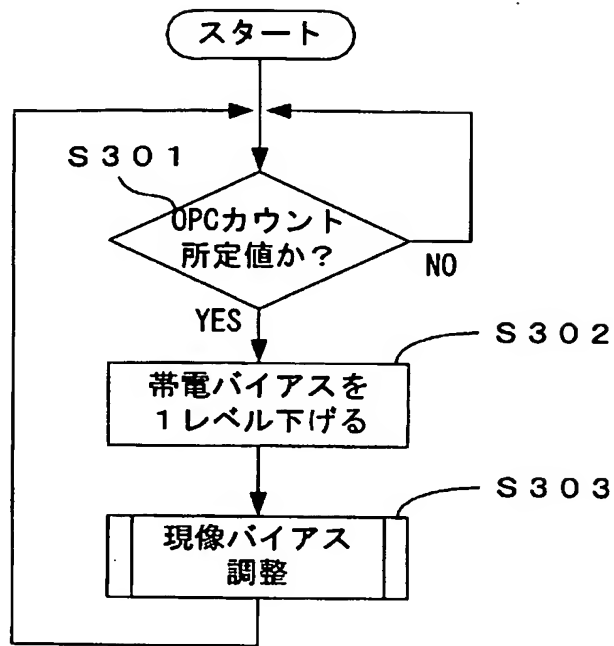 スタート
Ｓ３０１
OPCカウント
所定値か？
NO
YES
Ｓ３０２
帯電バイアスを
１レベル下げる
Ｓ３０３
現像バイアス
調整